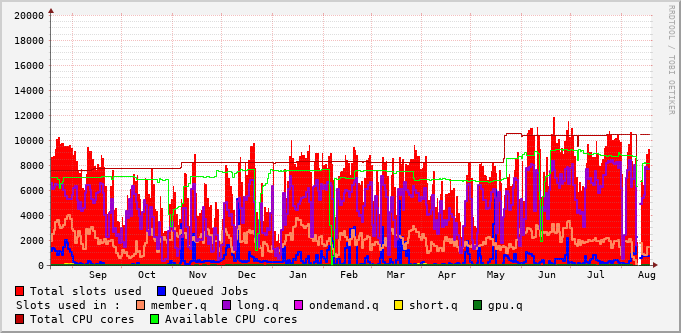 20000
18000
16000
14000
12000
10000
8000
6000
4000
2000
0
Sep Oct Nov Dec Jan Feb Mar Apr May Jun Jul Aug
RRDTOOL / TOBI OETIKER
Total slots used Queued Jobs
Slots used in : member.q long.q ondemand.q short.q gpu.q
Total CPU cores Available CPU cores